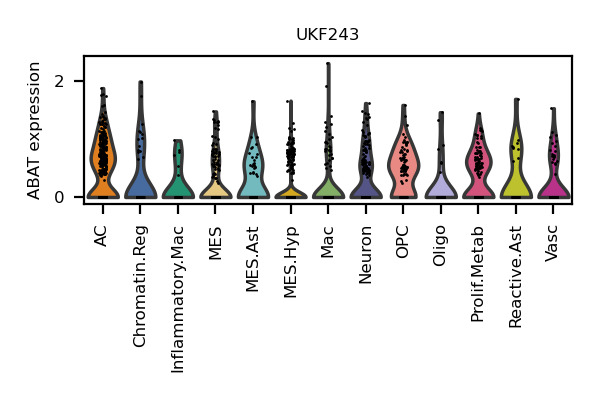 UKF243
ABAT expression
2
0
AC
Chromatin.Reg
Inflammatory.Mac
MES
MES.Ast
MES.Hyp
Mac
Neuron
OPC
Oligo
Prolif.Metab
Reactive.Ast
Vasc